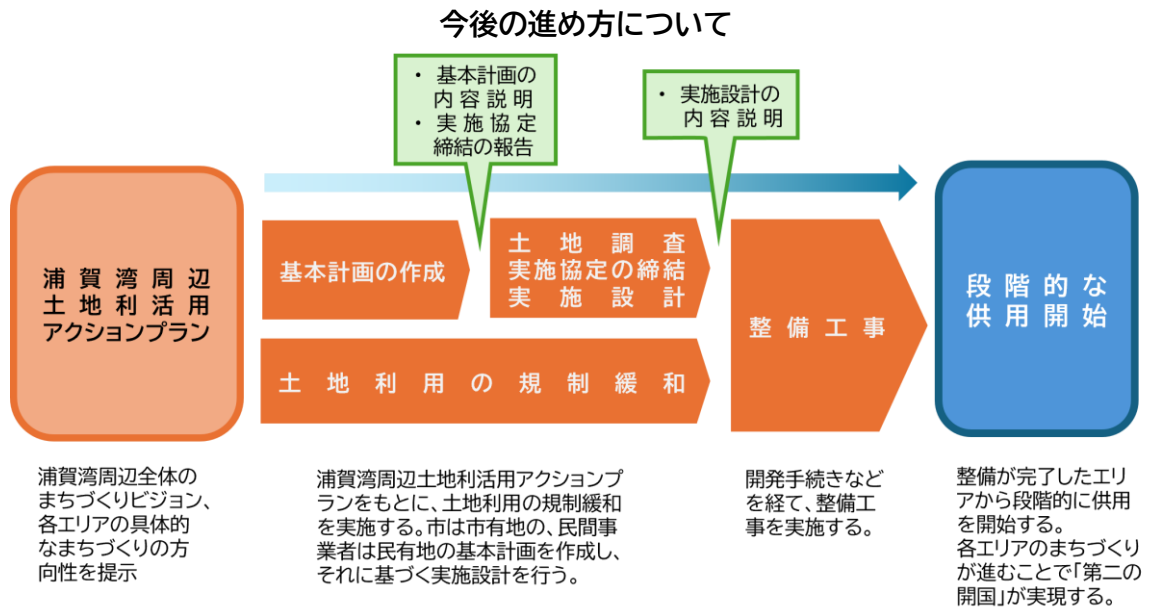 今後の進め方について
・ 基本計画の
内容説明
・ 実施協定
締結の報告
・ 実施設計の
内容説明
浦賀湾周辺
土地利活用
アクションプラン
基本計画の作成
土地調査
実施協定の締結
実施設計
土地利用の規制緩和
整備工事
段階的な
供用開始
浦賀湾周辺全体の
まちづくりビジョン、
各エリアの具体的
なまちづくりの方
向性を提示
浦賀湾周辺土地利活用アクションプ
ランをもとに、土地利用の規制緩和
を実施する。市は市有地の、民間事
業者は民有地の基本計画を作成し、
それに基づく実施設計を行う。
開発手続きなど
を経て、整備工
事を実施する。
整備が完了したエリ
アから段階的に供用
を開始する。
各エリアのまちづくり
が進むことで「第二の
開国」が実現する。